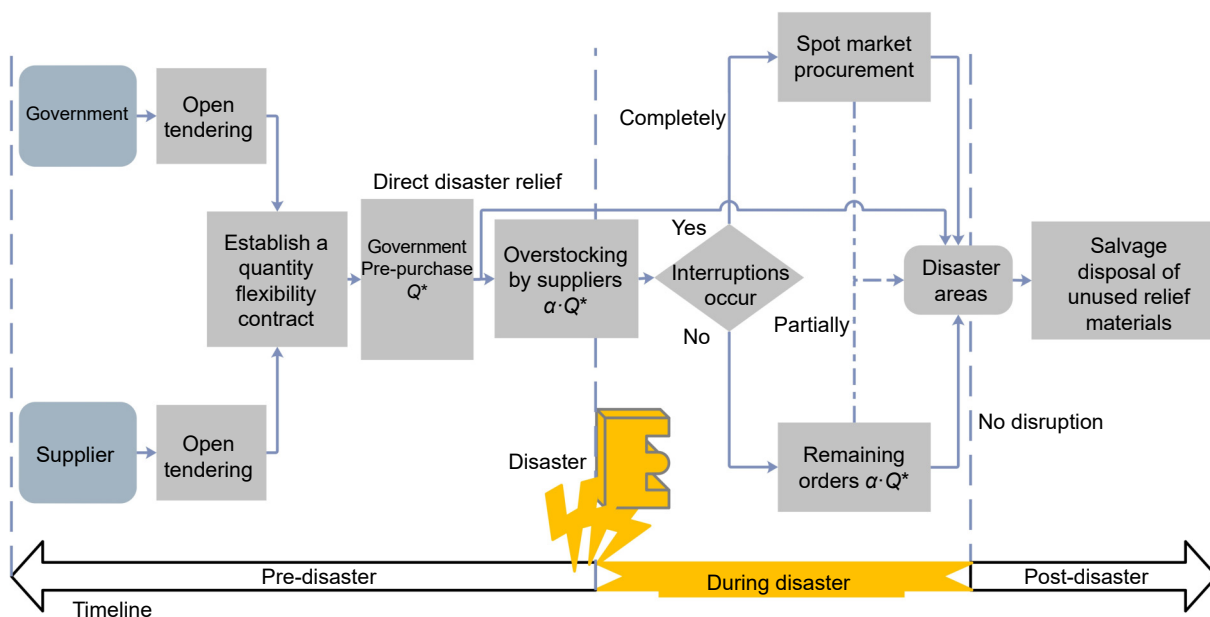 Government
Open
tendering
Spot market
procurement
Completely
Direct disaster relief
Establish a
quantity
flexibility
contract
Government
Pre-purchase
Q*
Overstocking
by suppliers
α·Q*
Yes
Interruptions
occur
No
Partially
Disaster
areas
Salvage
disposal of
unused relief
materials
Supplier
Open
tendering
Disaster
Remaining
orders α·Q*
No disruption
Pre-disaster
During disaster
Post-disaster
Timeline